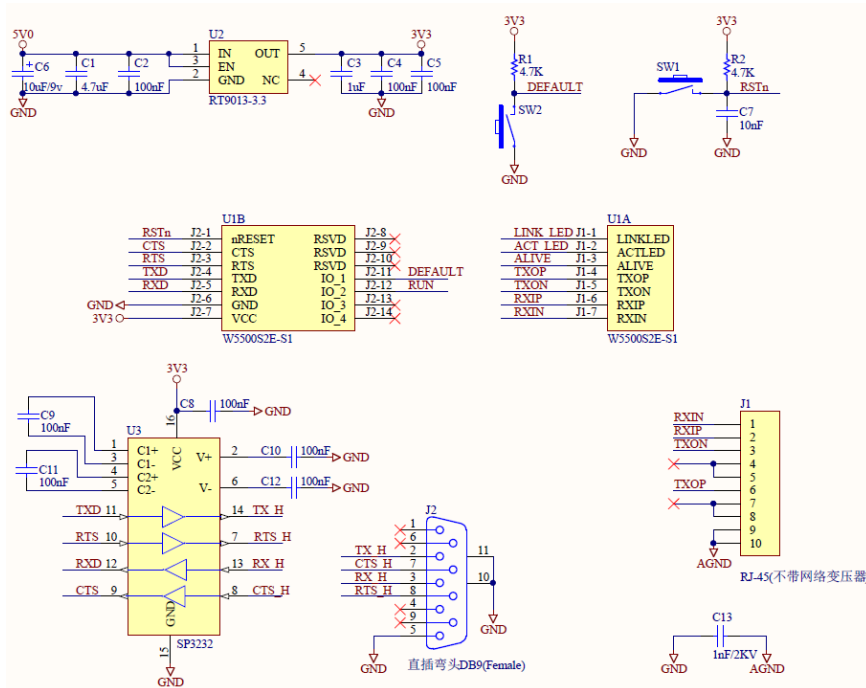 5V0
C6
10uF/9v
C1
4.7uF
C2
100nF
GND
U2
1 IN OUT 5
3 EN
2 GND NC 4
RT9013-3.3
3V3
C3
1uF
C4
100nF
C5
100nF
GND
3V3
R1
4.7K
DEFAULT
SW2
GND
3V3
SW1
R2
4.7K
RSTn
C7
10nF
GND
GND
U1B
RSTn J2-1 nRESET RSVD J2-8
CTS J2-2 CTS RSVD J2-9
RTS J2-3 RTS RSVD J2-10
TXD J2-4 TXD IO_1 J2-11 DEFAULT
RXD J2-5 RXD IO_2 J2-12 RUN
GND J2-6 GND IO_3 J2-13
3V3 J2-7 VCC IO_4 J2-14
W5500S2E-S1
U1A
LINK_LED J1-1 LINKLED
ACT_LED J1-2 ACTLED
ALIVE J1-3 ALIVE
TXOP J1-4 TXOP
TXON J1-5 TXON
RXIP J1-6 RXIP
RXIN J1-7 RXIN
W5500S2E-S1
3V3
C8
100nF
GND
C9
100nF
C11
100nF
U3
16
VCC
1 C1+
3 C1-
4 C2+
5 C2-
V+ 2 C10 100nF GND
V- 6 C12 100nF GND
TXD 11 14 TX_H
RTS 10 7 RTS_H
RXD 12 13 RX_H
CTS 9 8 CTS_H
GND
15
SP3232
GND
J2
1
6
TX_H 2
CTS_H 7
RX_H 3
RTS_H 8
4
9
5
11
10
GND
GND
直插弯头DB9(Female)
J1
RXIN 1
RXIP 2
TXON 3
4
5
TXOP 6
7
8
9
10
AGND
RJ-45(不带网络变压器)
C13
1nF/2KV
GND
AGND